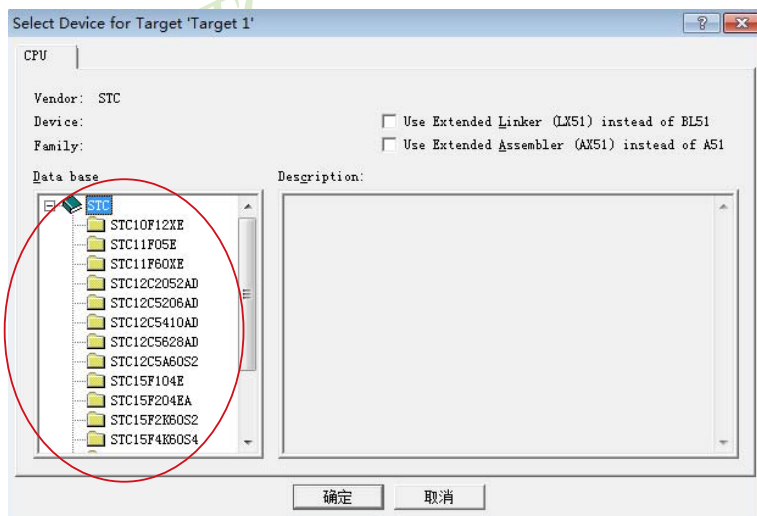 Select Device for Target 'Target 1'
CPU
Vendor: STC
Device:
Use Extended Linker (LX51) instead of BL51
Family:
Use Extended Assembler (AX51) instead of A51
Data base
Description:
STC
STC10F12XE
STC11F05E
STC11F60XE
STC12C2052AD
STC12C5206AD
STC12C5410AD
STC12C5628AD
STC12C5A60S2
STC15F104E
STC15F204EA
STC15F2K60S2
STC15F4K60S4
确定
取消